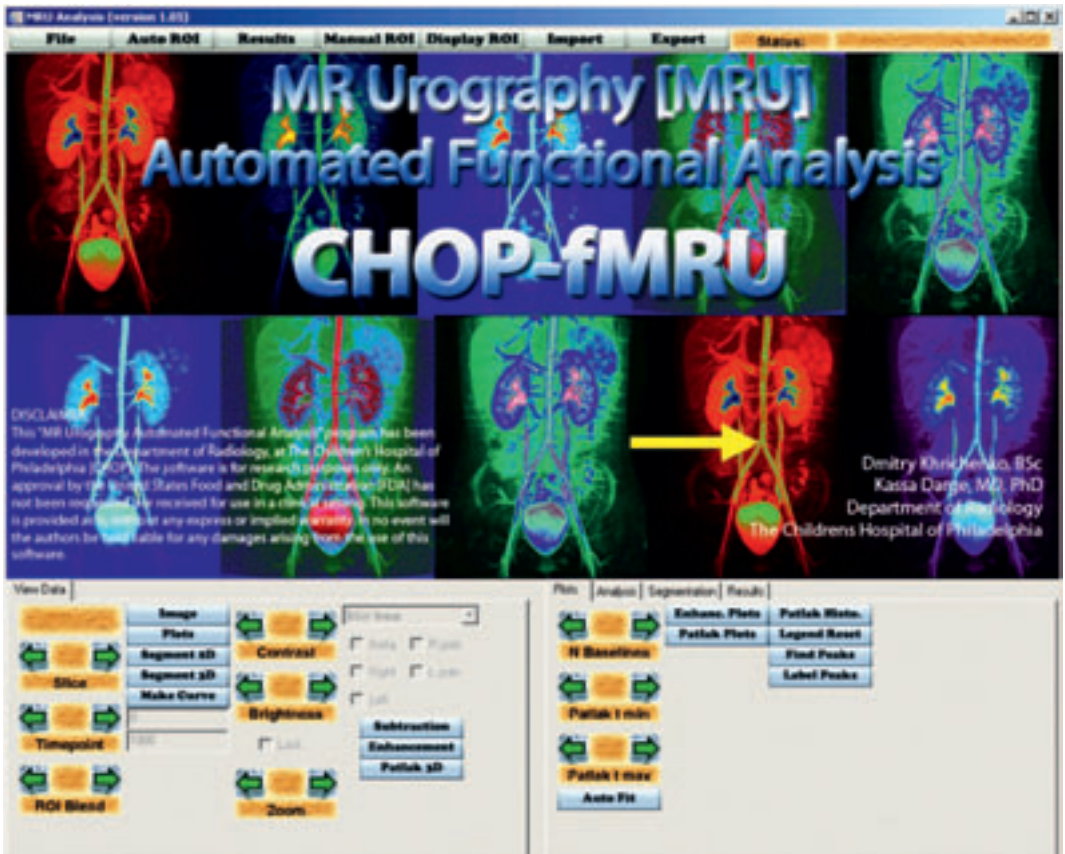 MRU Analysis (version 1.01)
File Auto ROI Results Manual ROI Display ROI Import Export Status:
MR Urography [MRU]
Automated Functional Analysis
CHOP-fMRU
DISCLAIMER
This "MR Urography Automated Functional Analysis" program has been
developed in the Department of Radiology, at The Children's Hospital of
Philadelphia (CHOP). The software is for research purposes only. An
approval by the United States Food and Drug Administration (FDA) has
not been requested or received for use in a clinical setting. This software
is provided as is, without any express or implied warranty. In no event will
the authors be held liable for any damages arising from the use of this
software.
Dmitry Khrichenko, BSc
Kassa Darge, MD, PhD
Department of Radiology
The Childrens Hospital of Philadelphia
View Data
Image
Plots
Segment 2D
Segment 3D
Make Curve
Slice
Timepoint
ROI Blend
Contrast
Brightness
Zoom
Right
Left
Subtraction
Enhancement
Patlak 3D
Plots Analysis Segmentation Results
N Baselines
Patlak t min
Patlak t max
Auto Fit
Enhanc. Plots Patlak Histo.
Patlak Plots Legend Reset
Find Peaks
Label Peaks